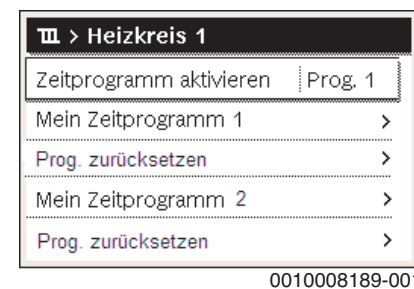 > Heizkreis 1
Zeitprogramm aktivieren Prog. 1
Mein Zeitprogramm 1 >
Prog. zurücksetzen >
Mein Zeitprogramm 2 >
Prog. zurücksetzen >
0010008189-001